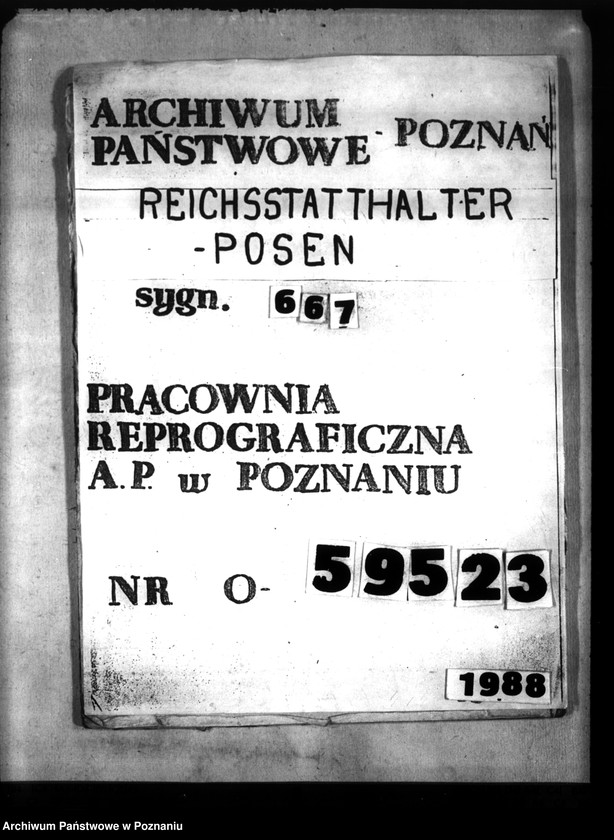 ARCHIWUM
PAŃSTWOWE - POZNAŃ
REICHSSTATTHALTER
-POSEN
sygn. 667
PRACOWNIA
REPROGRAFICZNA
A.P. w POZNANIU
NR O- 59523
1988
Archiwum Państwowe w Poznaniu